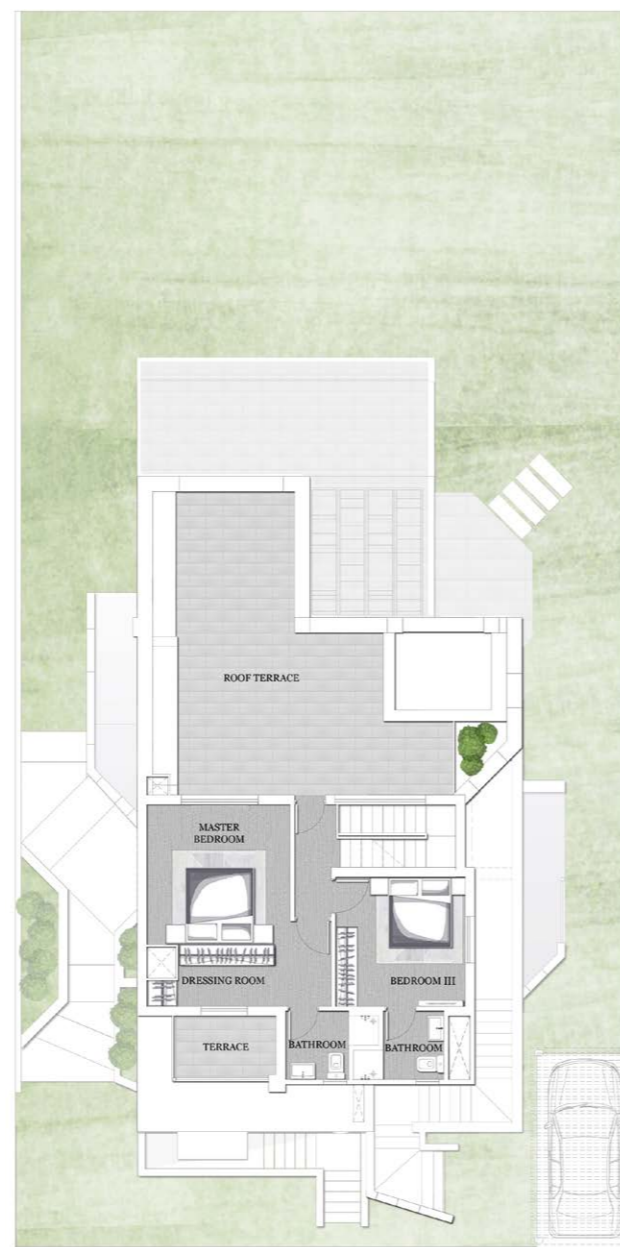 ROOF TERRACE
MASTER
BEDROOM
DRESSING ROOM
BEDROOM III
TERRACE
BATHROOM
BATHROOM